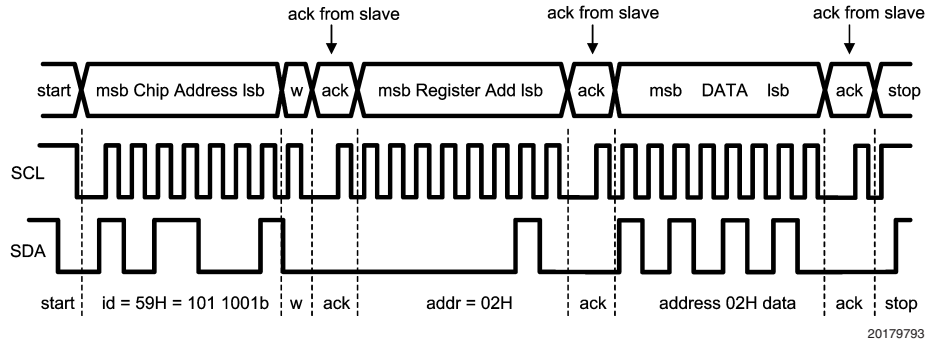 ack from slave ack from slave ack from slave
start msb Chip Address lsb w ack msb Register Add lsb ack msb DATA lsb ack stop
SCL
SDA
start id = 59H = 101 1001b w ack addr = 02H ack address 02H data ack stop
20179793